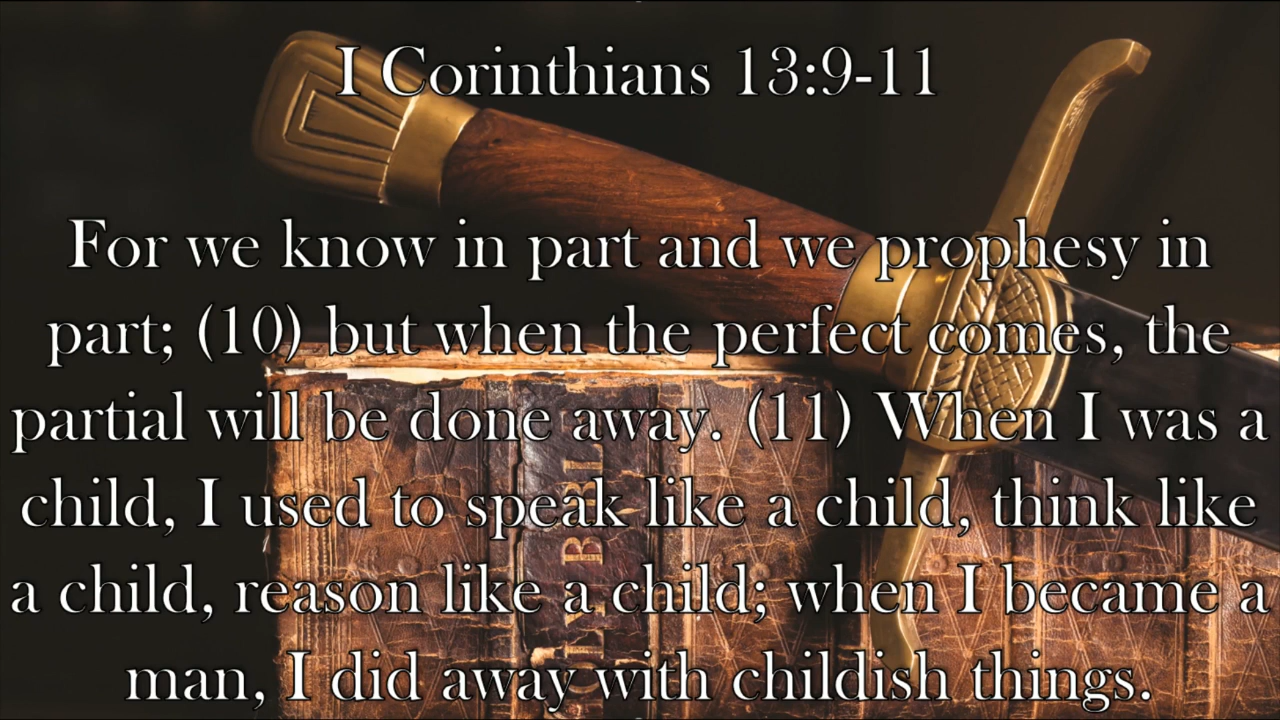 I Corinthians 13:9-11
For we know in part and we prophesy in
part; (10) but when the perfect comes, the
partial will be done away. (11) When I was a
child, I used to speak like a child, think like
a child, reason like a child; when I became a
man, I did away with childish things.